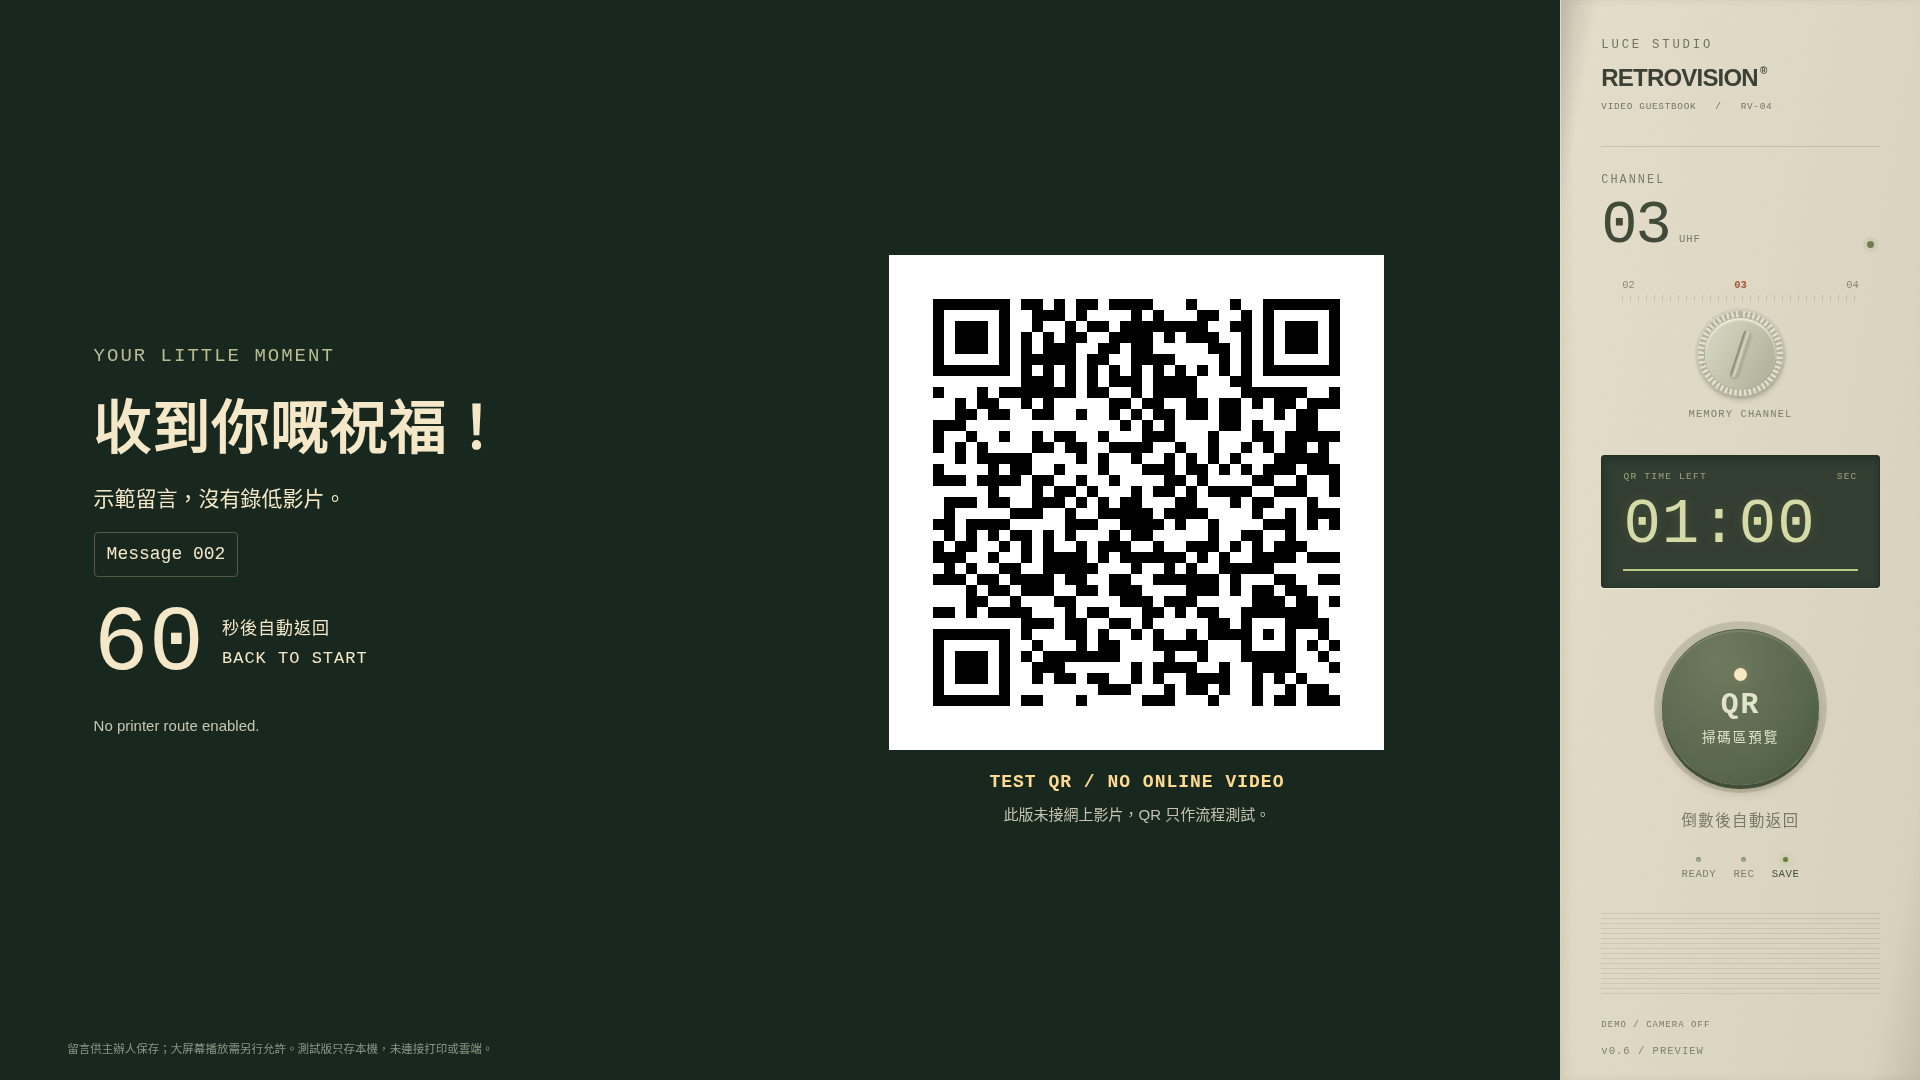 YOUR LITTLE MOMENT
收到你嘅祝福！
示範留言，沒有錄低影片。
Message 002
60
秒後自動返回
BACK TO START
No printer route enabled.
TEST QR / NO ONLINE VIDEO
此版未接網上影片，QR 只作流程測試。
留言供主辦人保存；大屏幕播放需另行允許。測試版只存本機，未連接打印或雲端。
LUCE STUDIO
RETROVISION®
VIDEO GUESTBOOK / RV-04
CHANNEL
03 UHF
02 03 04
MEMORY CHANNEL
QR TIME LEFT SEC
01:00
QR
掃碼區預覽
倒數後自動返回
READY REC SAVE
DEMO / CAMERA OFF
v0.6 / PREVIEW